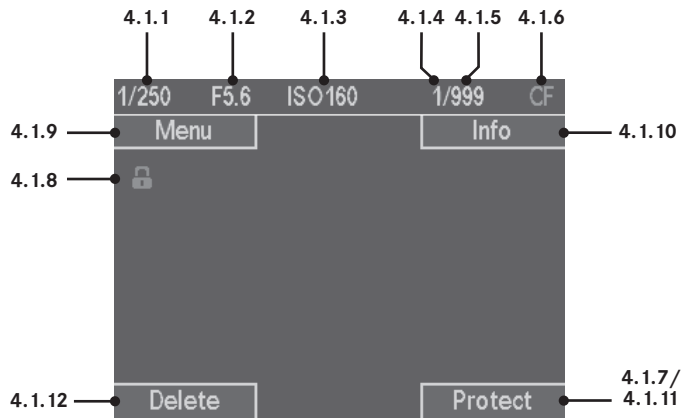 4.1.1 4.1.2 4.1.3 4.1.4 4.1.5 4.1.6
1/250 F5.6 ISO160 1/999 CF
4.1.9 Menu Info 4.1.10
4.1.8
4.1.7/
4.1.12 Delete Protect 4.1.11